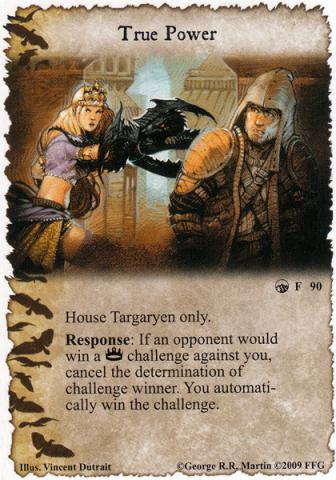 True Power
F 90
House Targaryen only.
Response: If an opponent would
win a challenge against you,
cancel the determination of
challenge winner. You automati-
cally win the challenge.
Illus. Vincent Dutrait
©George R.R. Martin ©2009 FFG